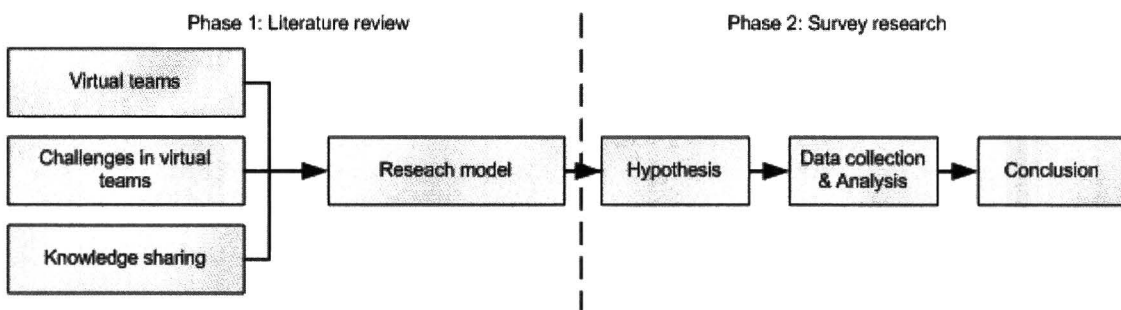 Phase 1: Literature review
Phase 2: Survey research
Virtual teams
Challenges in virtual
teams
Knowledge sharing
Reseach model
Hypothesis
Data collection
& Analysis
Conclusion